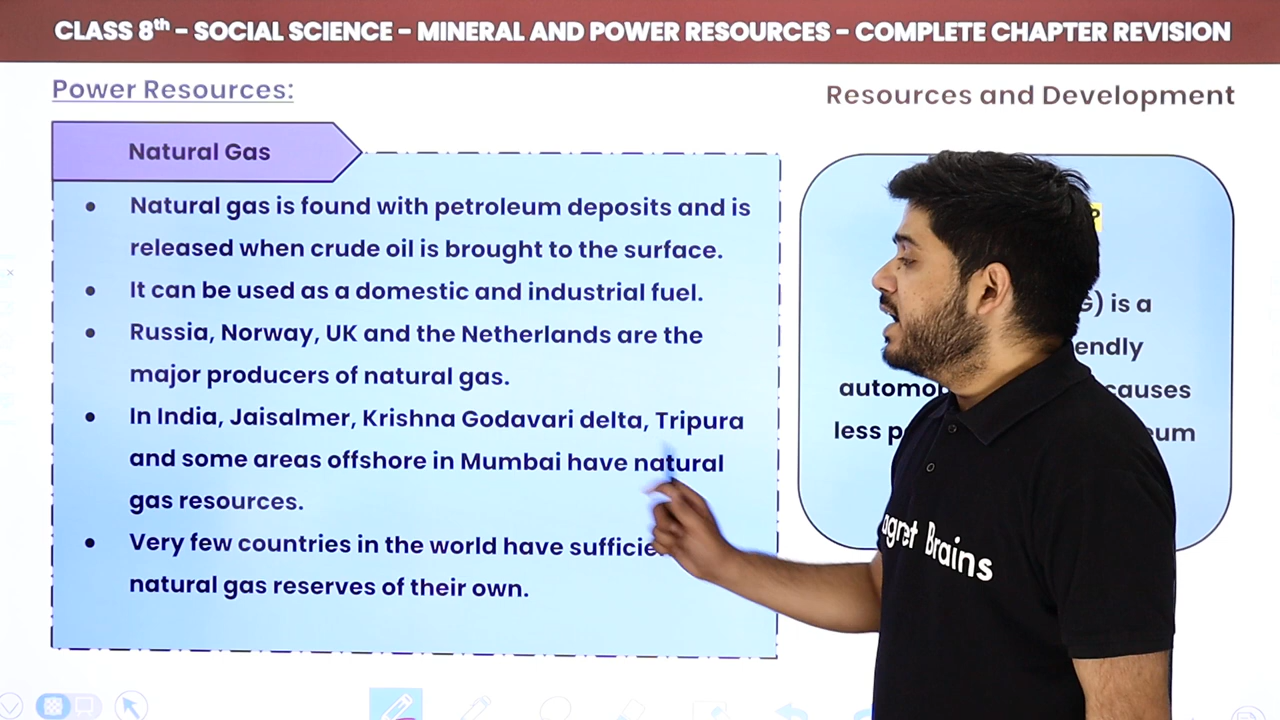 CLASS 8th - SOCIAL SCIENCE - MINERAL AND POWER RESOURCES - COMPLETE CHAPTER REVISION
Power Resources:
Resources and Development
Natural Gas
• Natural gas is found with petroleum deposits and is
released when crude oil is brought to the surface.
• It can be used as a domestic and industrial fuel.
• Russia, Norway, UK and the Netherlands are the
major producers of natural gas.
• In India, Jaisalmer, Krishna Godavari delta, Tripura
and some areas offshore in Mumbai have natural
gas resources.
• Very few countries in the world have
natural gas reserves of their own.
is a
causes
less
Brains